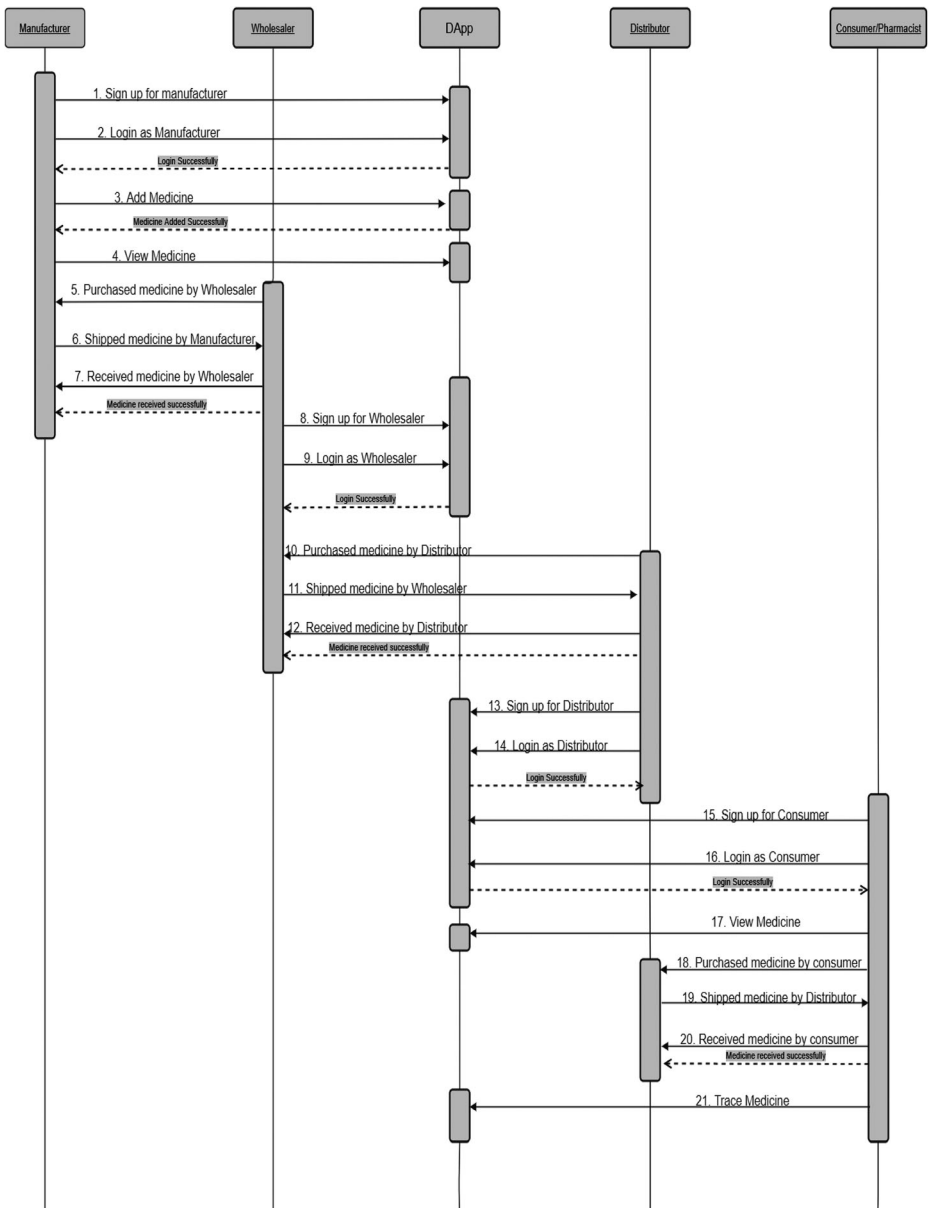 Manufacturer
Wholesaler
DApp
Distributor
Consumer/Pharmacist
1. Sign up for manufacturer
2. Login as Manufacturer
Login Successfully
3. Add Medicine
Medicine Added Successfully
4. View Medicine
5. Purchased medicine by Wholesaler
6. Shipped medicine by Manufacturer
7. Received medicine by Wholesaler
Medicine received successfully
8. Sign up for Wholesaler
9. Login as Wholesaler
Login Successfully
10. Purchased medicine by Distributor
11. Shipped medicine by Wholesaler
12. Received medicine by Distributor
Medicine received successfully
13. Sign up for Distributor
14. Login as Distributor
Login Successfully
15. Sign up for Consumer
16. Login as Consumer
Login Successfully
17. View Medicine
18. Purchased medicine by consumer
19. Shipped medicine by Distributor
20. Received medicine by consumer
Medicine received successfully
21. Trace Medicine